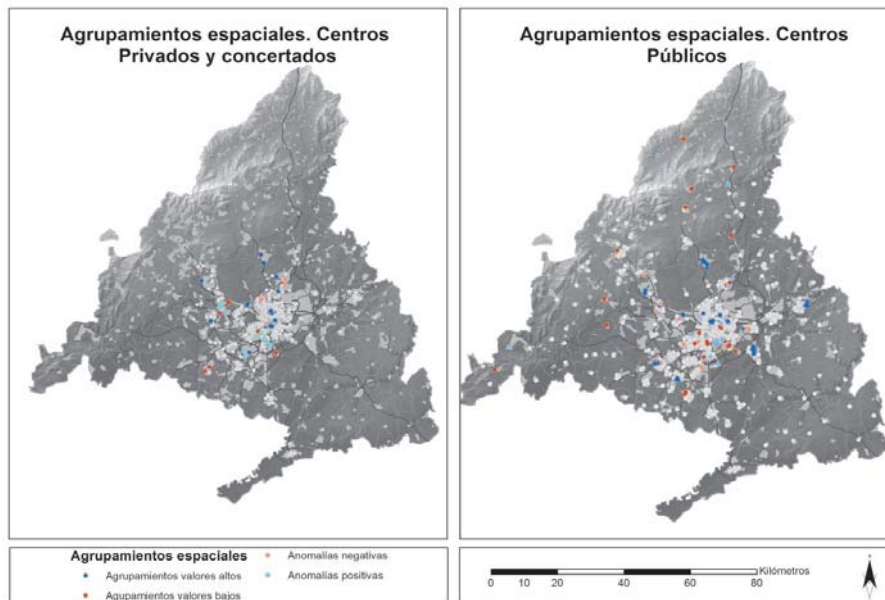 Agrupamientos espaciales. Centros
Privados y concertados
Agrupamientos espaciales. Centros
Públicos
Agrupamientos espaciales
Agrupamientos valores altos
Agupamientos valores bajos
Anomalías negativas
Anomalías positivas
Kilómetros
0 10 20 40 60 80